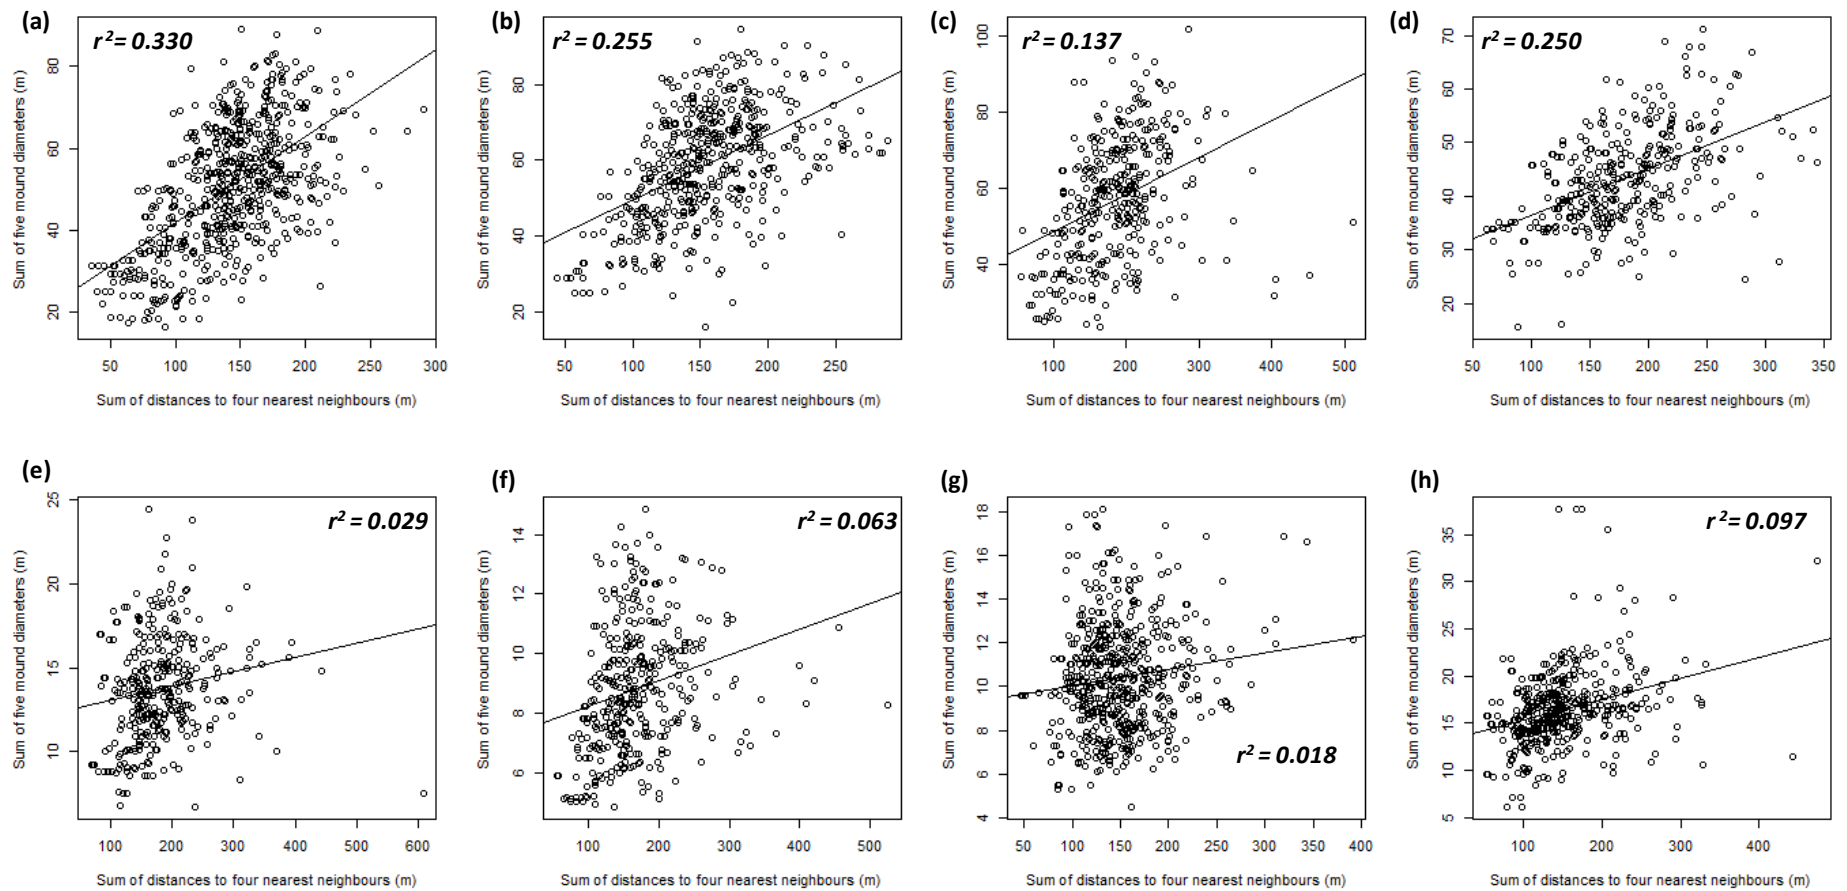 (a)
r² = 0.330
80
60
40
20
Sum of five mound diameters (m)
50 100 150 200 250 300
Sum of distances to four nearest neighbours (m)
(b)
r² = 0.255
80
60
40
20
Sum of five mound diameters (m)
50 100 150 200 250
Sum of distances to four nearest neighbours (m)
(c)
r² = 0.137
100
80
60
40
Sum of five mound diameters (m)
100 200 300 400 500
Sum of distances to four nearest neighbours (m)
(d)
r² = 0.250
70
60
50
40
30
20
Sum of five mound diameters (m)
50 100 150 200 250 300 350
Sum of distances to four nearest neighbours (m)
(e)
r² = 0.029
25
20
15
10
Sum of five mound diameters (m)
100 200 300 400 500 600
Sum of distances to four nearest neighbours (m)
(f)
r² = 0.063
14
12
10
8
6
Sum of five mound diameters (m)
100 200 300 400 500
Sum of distances to four nearest neighbours (m)
(g)
18
16
14
12
10
8
6
4
Sum of five mound diameters (m)
r² = 0.018
50 100 150 200 250 300 350 400
Sum of distances to four nearest neighbours (m)
(h)
r² = 0.097
35
30
25
20
15
10
5
Sum of five mound diameters (m)
100 200 300 400
Sum of distances to four nearest neighbours (m)